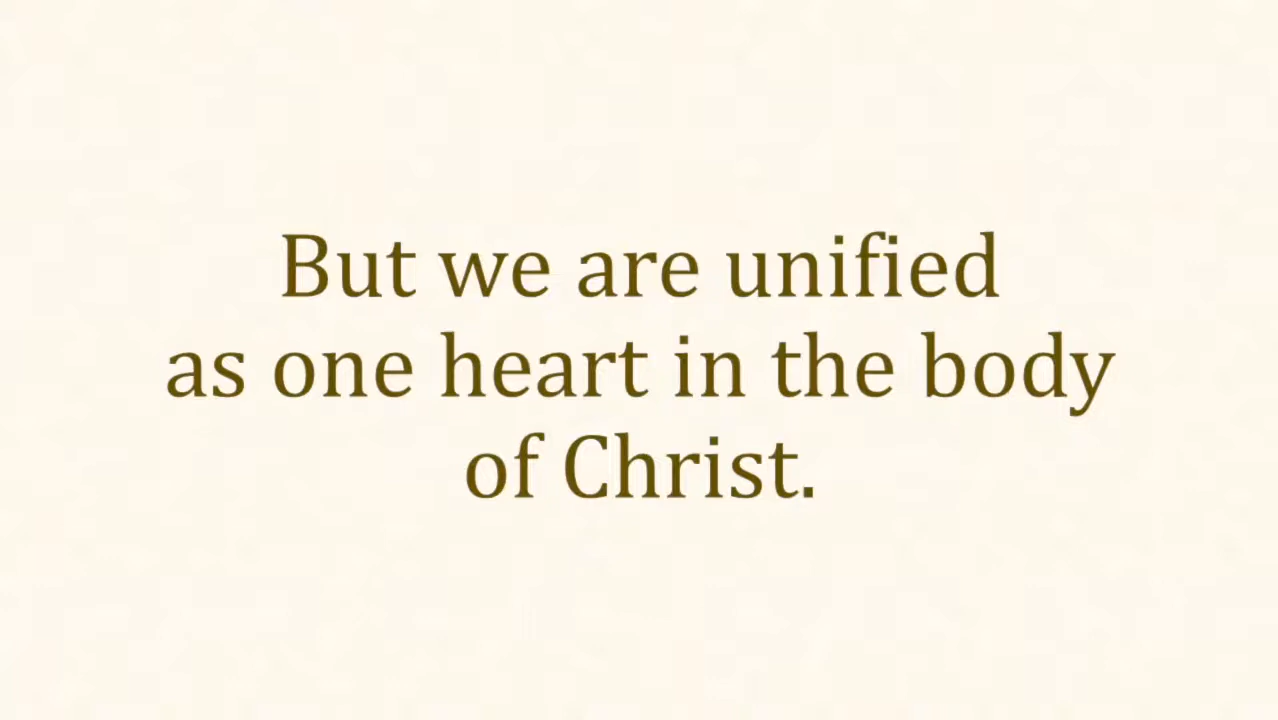 But we are unified
as one heart in the body
of Christ.